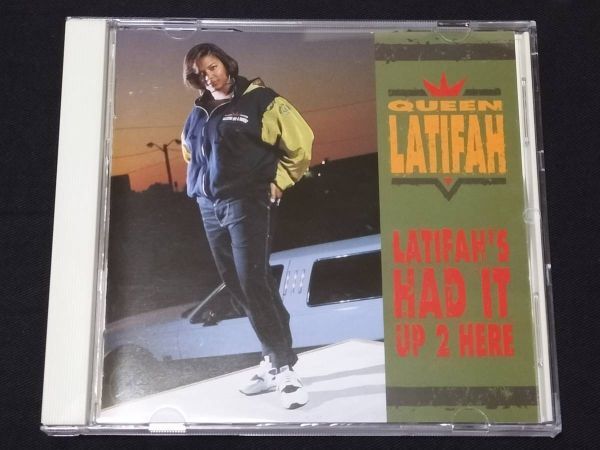 QUEEN
LATIFAH
LATIFAH'S
HAD IT
UP 2 HERE